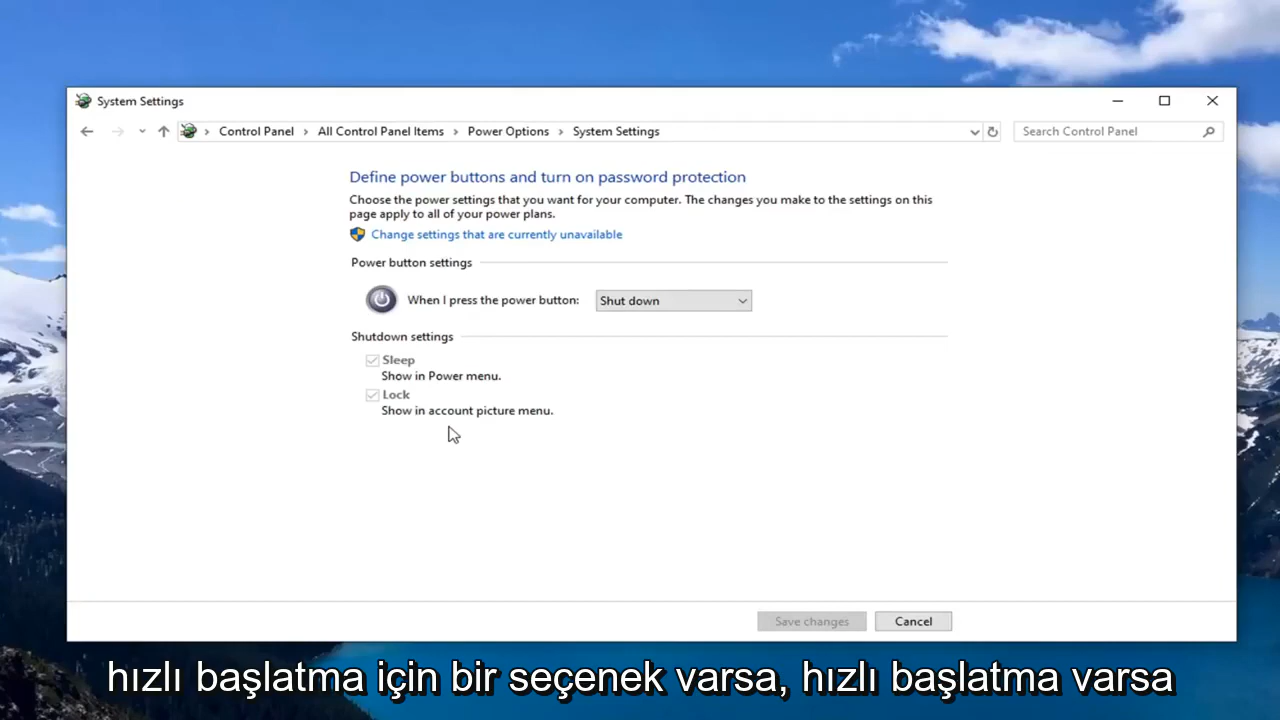 System Settings
Control Panel > All Control Panel Items > Power Options > System Settings
Search Control Panel
Define power buttons and turn on password protection
Choose the power settings that you want for your computer. The changes you make to the settings on this
page apply to all of your power plans.
Change settings that are currently unavailable
Power button settings
When I press the power button: Shut down
Shutdown settings
Sleep
Show in Power menu.
Lock
Show in account picture menu.
Save changes Cancel
hızlı başlatma için bir seçenek varsa, hızlı başlatma varsa